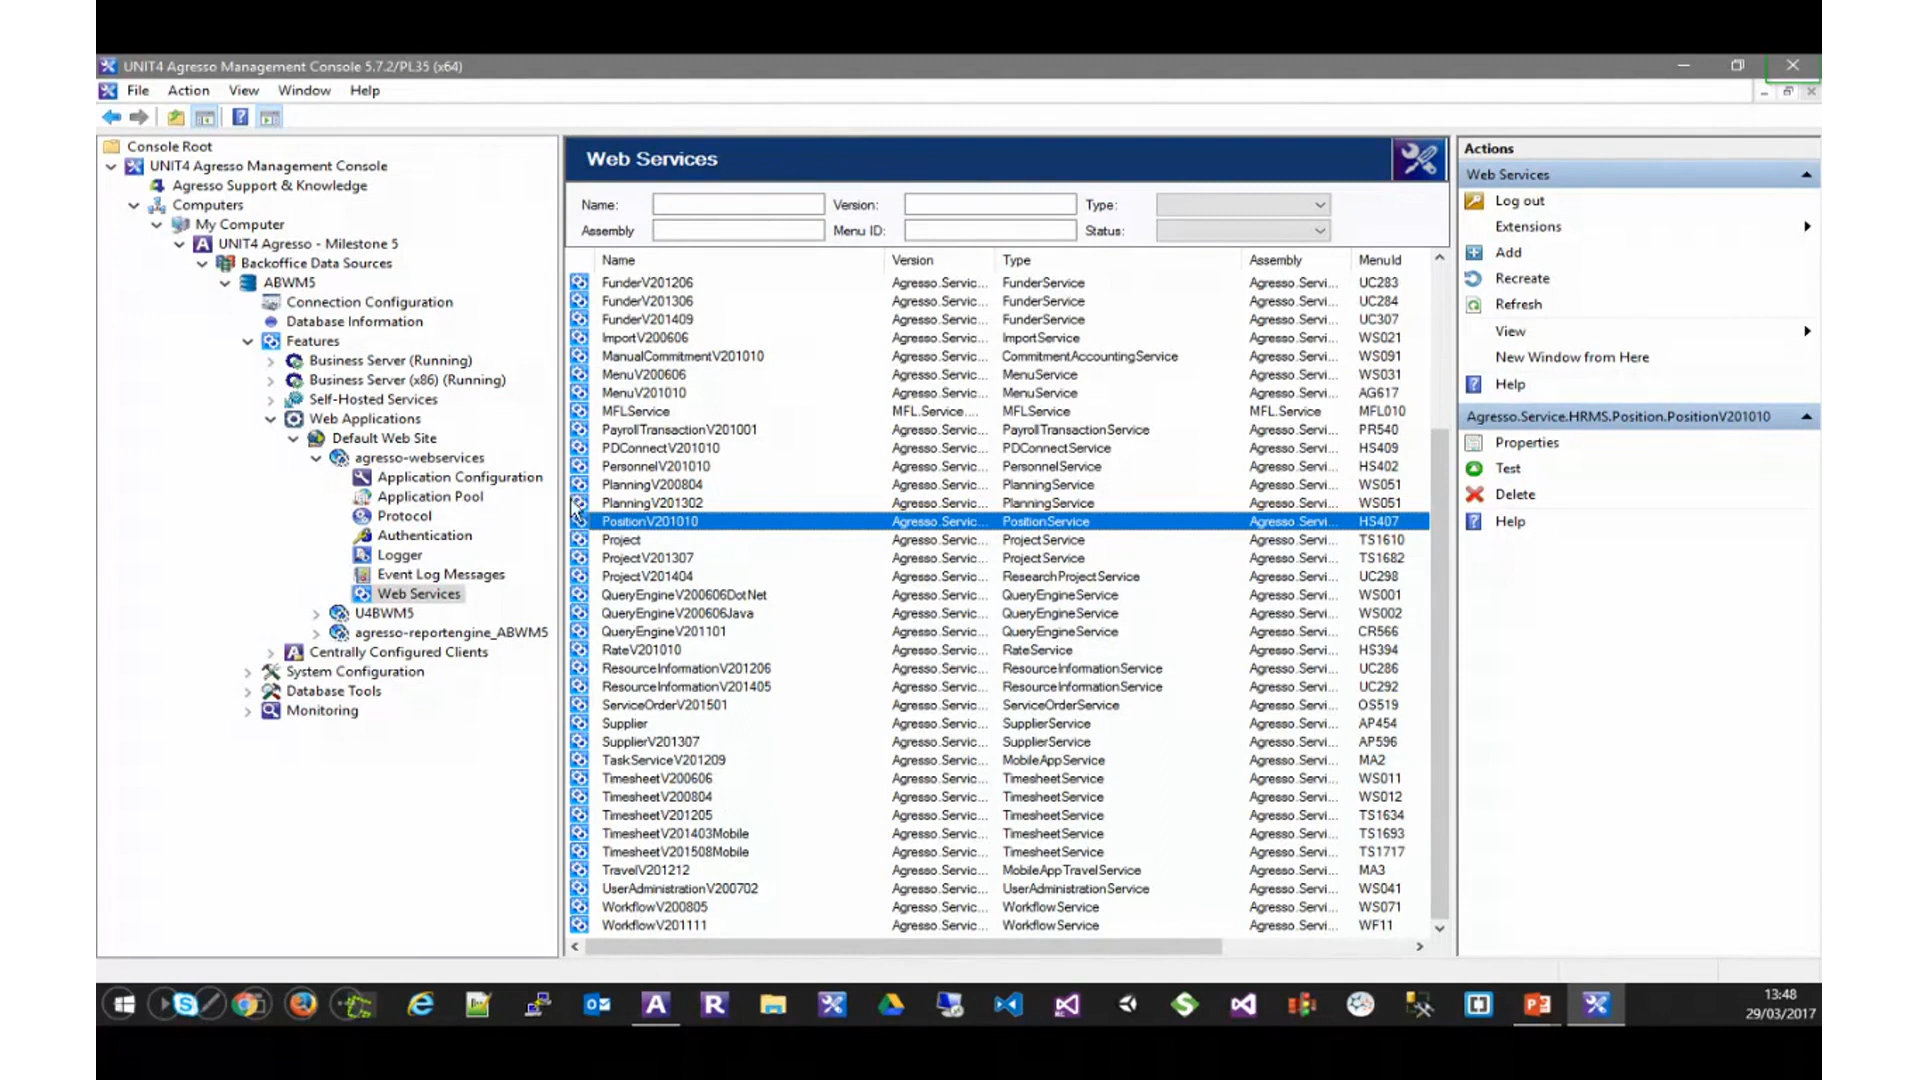 UNIT4 Agresso Management Console 5.7.2/PL35 (x64)
File Action View Window Help
Console Root
UNIT4 Agresso Management Console
Agresso Support & Knowledge
Computers
My Computer
UNIT4 Agresso - Milestone 5
Backoffice Data Sources
ABWM5
Connection Configuration
Database Information
Features
Business Server (Running)
Business Server (x86) (Running)
Self-Hosted Services
Web Applications
Default Web Site
agresso-webservices
Application Configuration
Application Pool
Protocol
Authentication
Logger
Event Log Messages
Web Services
U4BWM5
agresso-reportengine_ABWM5
Centrally Configured Clients
System Configuration
Database Tools
Monitoring
Web Services
Name: Version: Type:
Assembly Menu ID: Status:
Name Version Type Assembly MenuId
FunderV201206 Agresso.Servic... FunderService Agresso.Servi... UC283
FunderV201306 Agresso.Servic... FunderService Agresso.Servi... UC284
FunderV201409 Agresso.Servic... FunderService Agresso.Servi... UC307
ImportV200606 Agresso.Servic... ImportService Agresso.Servi... WS021
ManualCommitmentV201010 Agresso.Servic... CommitmentAccountingService Agresso.Servi... WS091
MenuV200606 Agresso.Servic... MenuService Agresso.Servi... WS031
MenuV201010 Agresso.Servic... MenuService Agresso.Servi... AG617
MFLService MFL.Service.... MFLService MFL.Service MFL010
PayrollTransactionV201001 Agresso.Servic... PayrollTransactionService Agresso.Servi... PR540
PDConnectV201010 Agresso.Servic... PDConnectService Agresso.Servi... HS409
PersonnelV201010 Agresso.Servic... PersonnelService Agresso.Servi... HS402
PlanningV200804 Agresso.Servic... PlanningService Agresso.Servi... WS051
PlanningV201302 Agresso.Servic... PlanningService Agresso.Servi... WS051
PositionV201010 Agresso.Servic... PositionService Agresso.Servi... HS407
Project Agresso.Servic... ProjectService Agresso.Servi... TS1610
ProjectV201307 Agresso.Servic... ProjectService Agresso.Servi... TS1682
ProjectV201404 Agresso.Servic... ResearchProjectService Agresso.Servi... UC298
QueryEngineV200606DotNet Agresso.Servic... QueryEngineService Agresso.Servi... WS001
QueryEngineV200606Java Agresso.Servic... QueryEngineService Agresso.Servi... WS002
QueryEngineV201101 Agresso.Servic... QueryEngineService Agresso.Servi... CR566
RateV201010 Agresso.Servic... RateService Agresso.Servi... HS394
ResourceInformationV201206 Agresso.Servic... ResourceInformationService Agresso.Servi... UC286
ResourceInformationV201405 Agresso.Servic... ResourceInformationService Agresso.Servi... UC292
ServiceOrderV201501 Agresso.Servic... ServiceOrderService Agresso.Servi... OS519
Supplier Agresso.Servic... SupplierService Agresso.Servi... AP454
SupplierV201307 Agresso.Servic... SupplierService Agresso.Servi... AP596
TaskServiceV201209 Agresso.Servic... MobileAppService Agresso.Servi... MA2
TimesheetV200606 Agresso.Servic... TimesheetService Agresso.Servi... WS011
TimesheetV200804 Agresso.Servic... TimesheetService Agresso.Servi... WS012
TimesheetV201205 Agresso.Servic... TimesheetService Agresso.Servi... TS1634
TimesheetV201403Mobile Agresso.Servic... TimesheetService Agresso.Servi... TS1693
TimesheetV201508Mobile Agresso.Servic... TimesheetService Agresso.Servi... TS1717
TravelV201212 Agresso.Servic... MobileAppTravelService Agresso.Servi... MA3
UserAdministrationV200702 Agresso.Servic... UserAdministrationService Agresso.Servi... WS041
WorkflowV200805 Agresso.Servic... WorkflowService Agresso.Servi... WS071
WorkflowV201111 Agresso.Servic... WorkflowService Agresso.Servi... WF11
Actions
Web Services
Log out
Extensions
Add
Recreate
Refresh
View
New Window from Here
Help
Agresso.Service.HRMS.Position.PositionV201010
Properties
Test
Delete
Help
13:48
29/03/2017